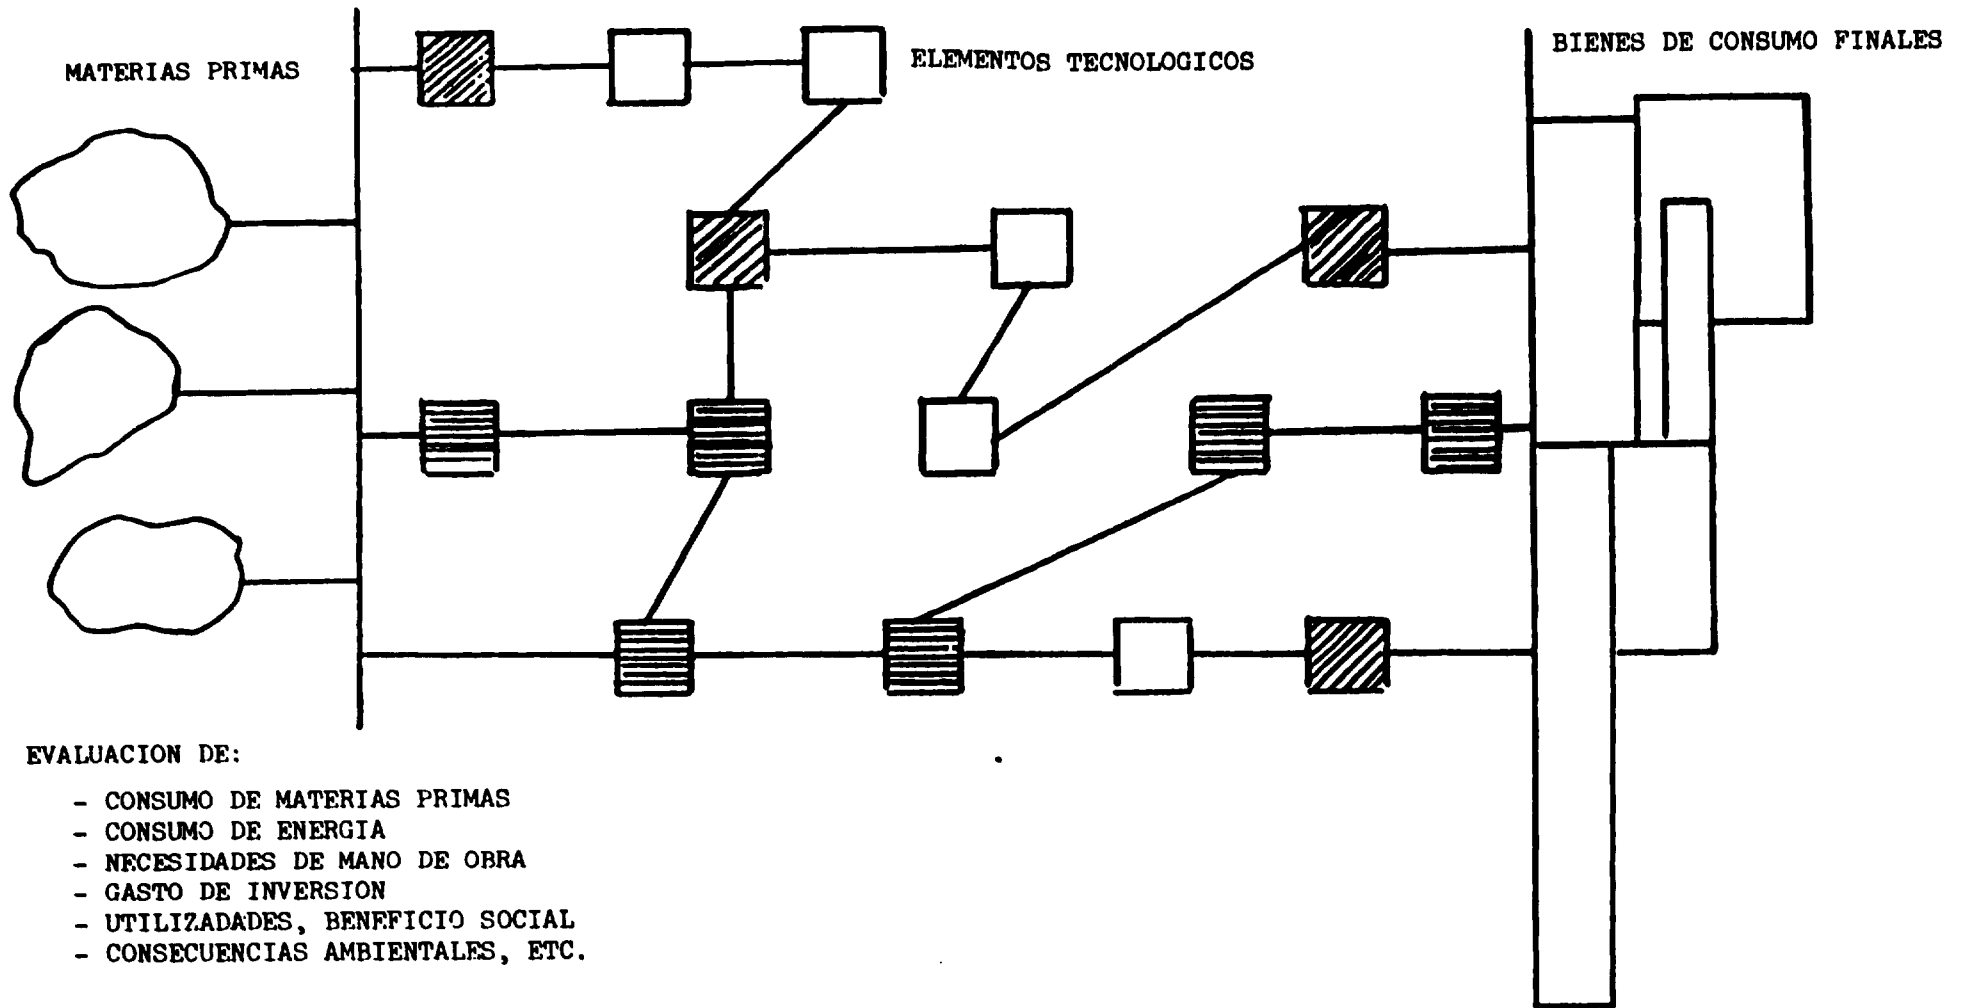 MATERIAS PRIMAS
ELEMENTOS TECNOLOGICOS
BIENES DE CONSUMO FINALES
EVALUACION DE:
- CONSUMO DE MATERIAS PRIMAS
- CONSUMO DE ENERGIA
- NECESIDADES DE MANO DE OBRA
- GASTO DE INVERSION
- UTILIZADADES, BENEFICIO SOCIAL
- CONSECUENCIAS AMBIENTALES, ETC.